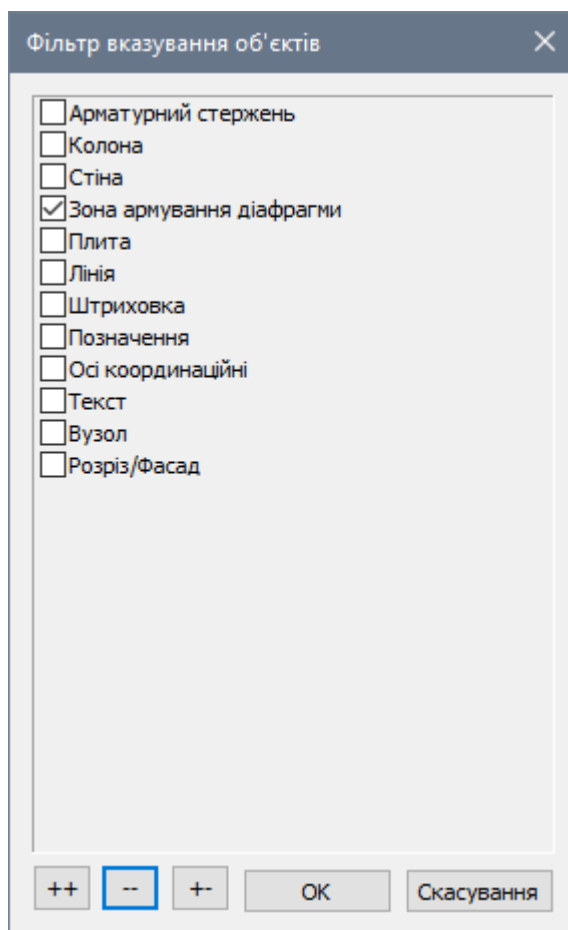 Фільтр вказування об'єктів
Арматурний стержень
Колона
Стіна
Зона армування діафрагми
Плита
Лінія
Штриховка
Позначення
Осі координаційні
Текст
Вузол
Розріз/Фасад
++ -- +- OK Скасування